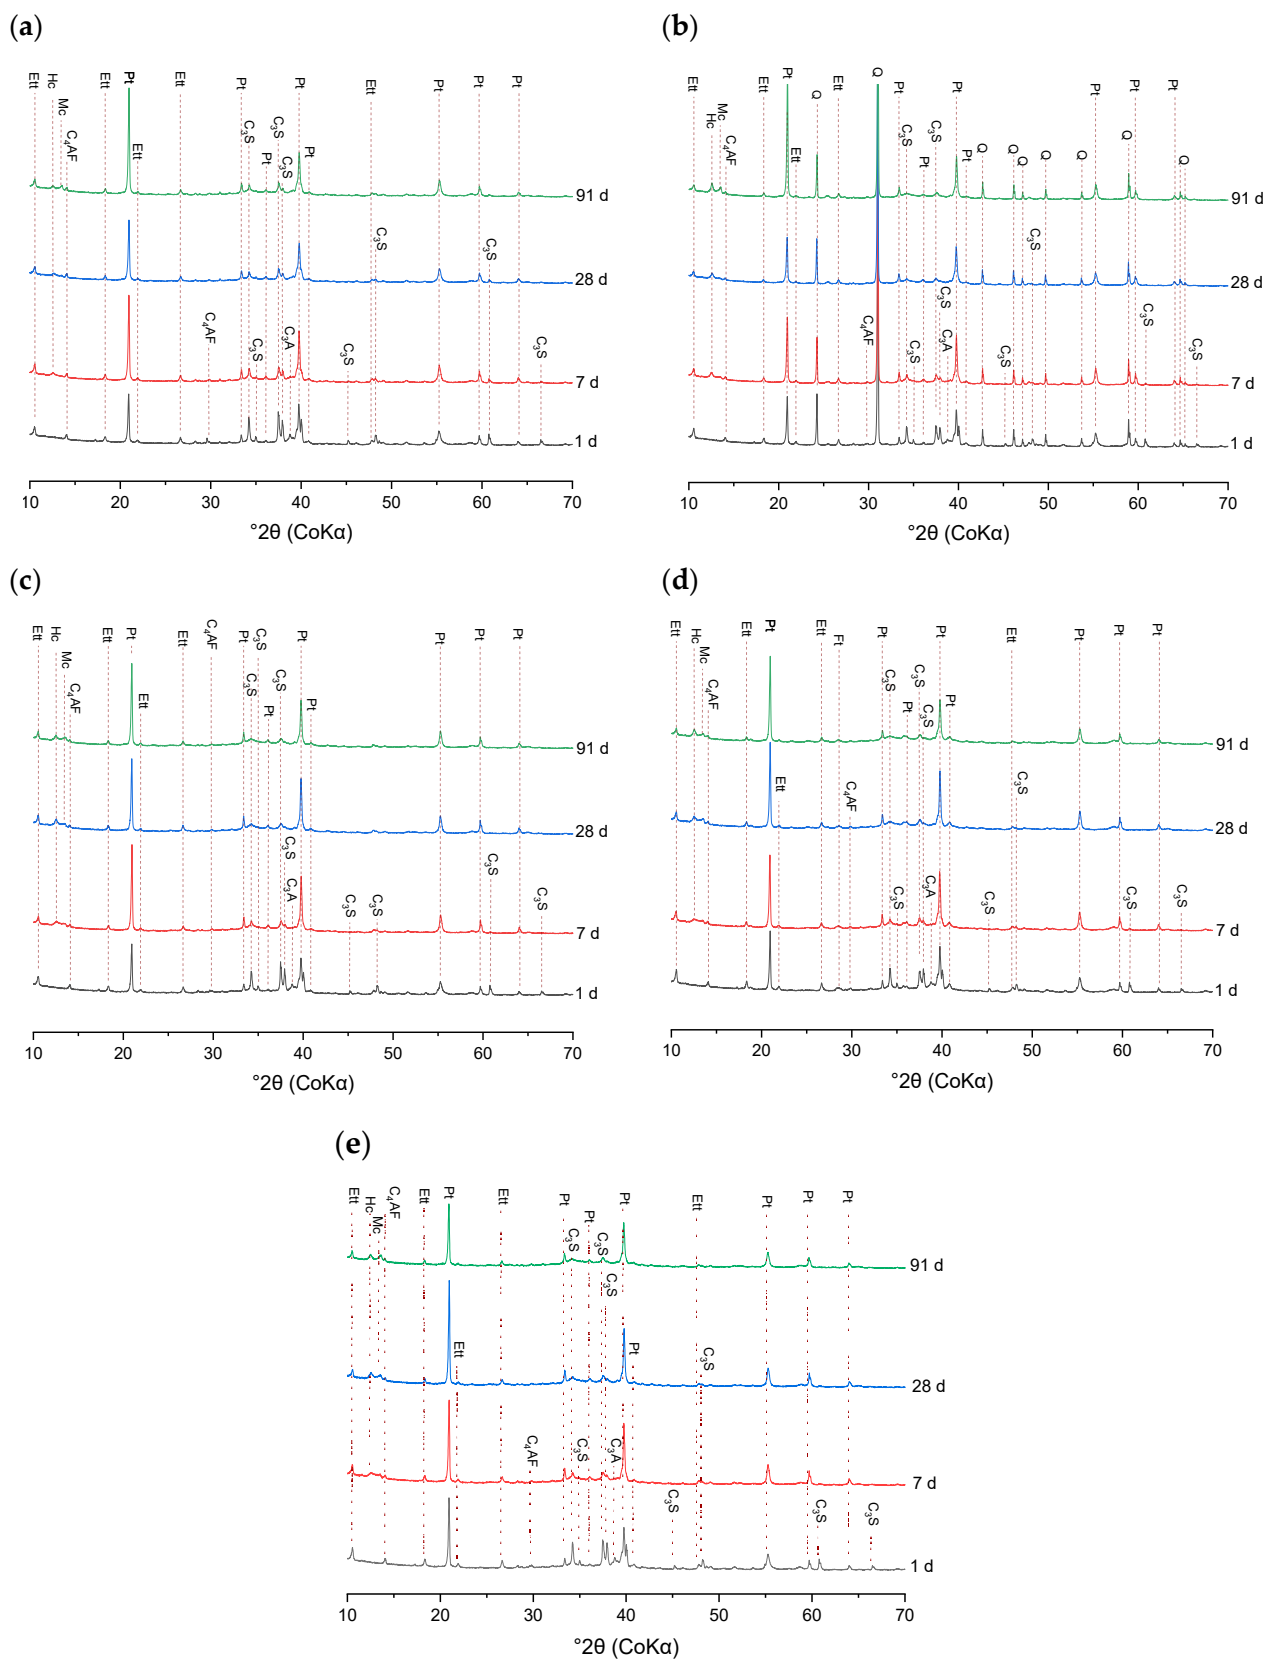 (a)
Ett Hc Mc C₄AF Ett Pt Ett Ett Pt C₃S Pt C₃S C₃S Pt Pt Ett Pt Pt Pt
91 d
C₃S C₃S
28 d
C₄AF C₃S C₃A C₃S C₃S
7 d
1 d
10 20 30 40 50 60 70
°2θ (CoKα)
(b)
Ett Hc Mc C₄AF Ett Pt Ett Q Ett Q Pt C₃S Pt C₃S Pt Pt Q Q Q Q Q Pt Q Pt Pt Q
91 d
C₃S
28 d
C₄AF C₃S C₃S C₃A C₃S C₃S C₃S
7 d
1 d
10 20 30 40 50 60 70
°2θ (CoKα)
(c)
Ett Hc Mc C₄AF Ett Pt Ett Ett C₄AF Pt C₃S C₃S Pt C₃S Pt Pt Pt Pt Pt
91 d
28 d
C₃S C₃A C₃S C₃S C₃S C₃S
7 d
1 d
10 20 30 40 50 60 70
°2θ (CoKα)
(d)
Ett Hc Mc C₄AF Ett Pt Ett Ft Pt C₃S Pt C₃S C₃S Pt Pt Ett Pt Pt Pt
91 d
Ett C₄AF C₃S
28 d
C₃S C₃A C₃S C₃S C₃S
7 d
1 d
10 20 30 40 50 60 70
°2θ (CoKα)
(e)
Ett Hc Mc C₄AF Ett Pt Ett Pt C₃S Pt C₃S C₃S Pt Ett Pt Pt Pt
91 d
Ett Pt C₃S
28 d
C₄AF C₃S C₃A
7 d
C₃S C₃S C₃S
1 d
10 20 30 40 50 60 70
°2θ (CoKα)